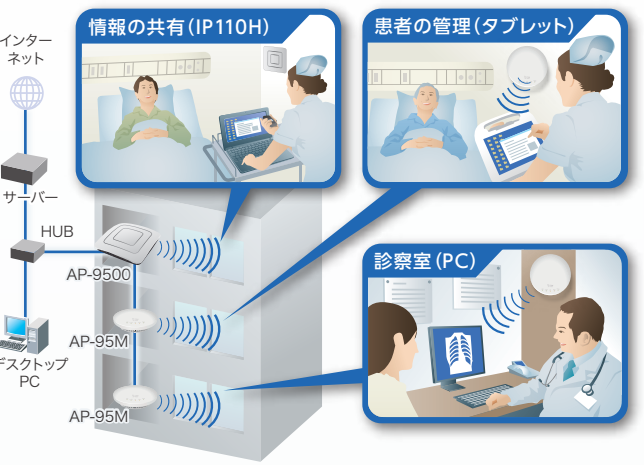 情報の共有(IP110H)
患者の管理(タブレット)
インター
ネット
サーバー
HUB
AP-9500
診察室(PC)
AP-95M
デスクトップ
PC
AP-95M